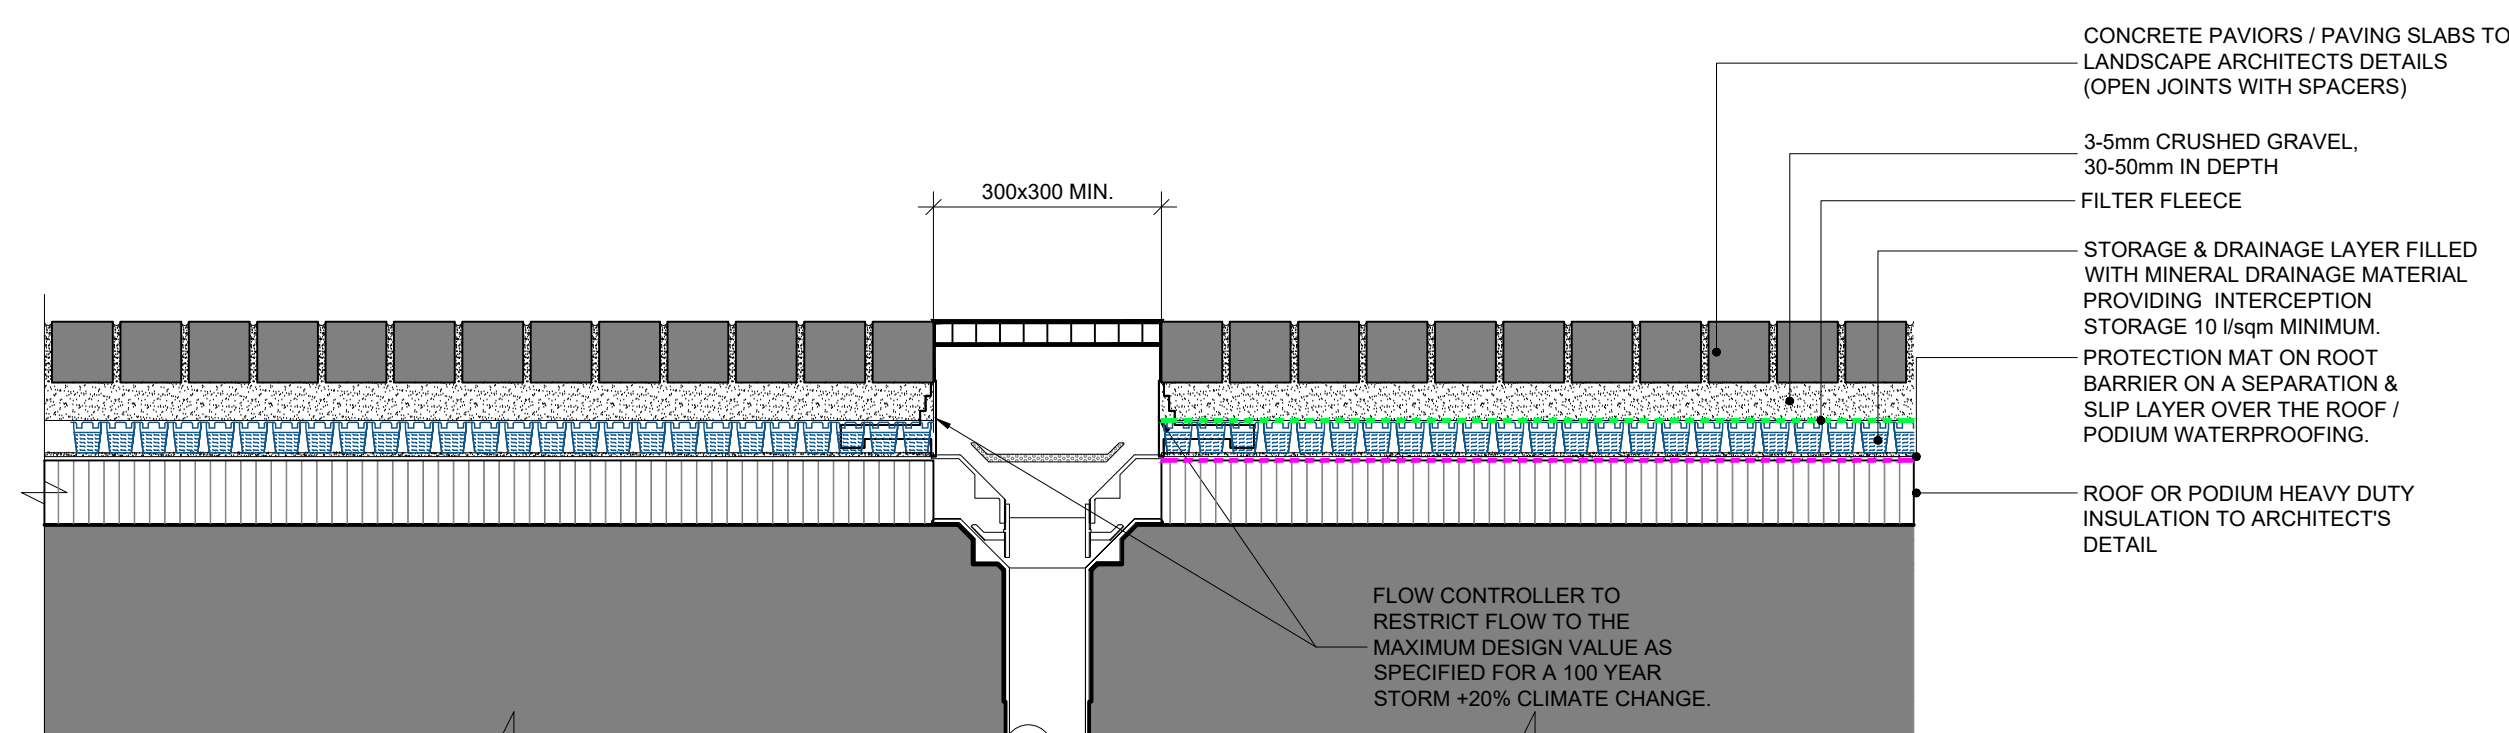 CONCRETE PAVIORS / PAVING SLABS TO
LANDSCAPE ARCHITECTS DETAILS
(OPEN JOINTS WITH SPACERS)
3-5mm CRUSHED GRAVEL,
30-50mm IN DEPTH
300x300 MIN.
FILTER FLEECE
STORAGE & DRAINAGE LAYER FILLED
WITH MINERAL DRAINAGE MATERIAL
PROVIDING INTERCEPTION
STORAGE 10 l/sqm MINIMUM.
PROTECTION MAT ON ROOT
BARRIER ON A SEPARATION &
SLIP LAYER OVER THE ROOF /
PODIUM WATERPROOFING.
ROOF OR PODIUM HEAVY DUTY
INSULATION TO ARCHITECT'S
DETAIL
FLOW CONTROLLER TO
RESTRICT FLOW TO THE
MAXIMUM DESIGN VALUE AS
SPECIFIED FOR A 100 YEAR
STORM +20% CLIMATE CHANGE.